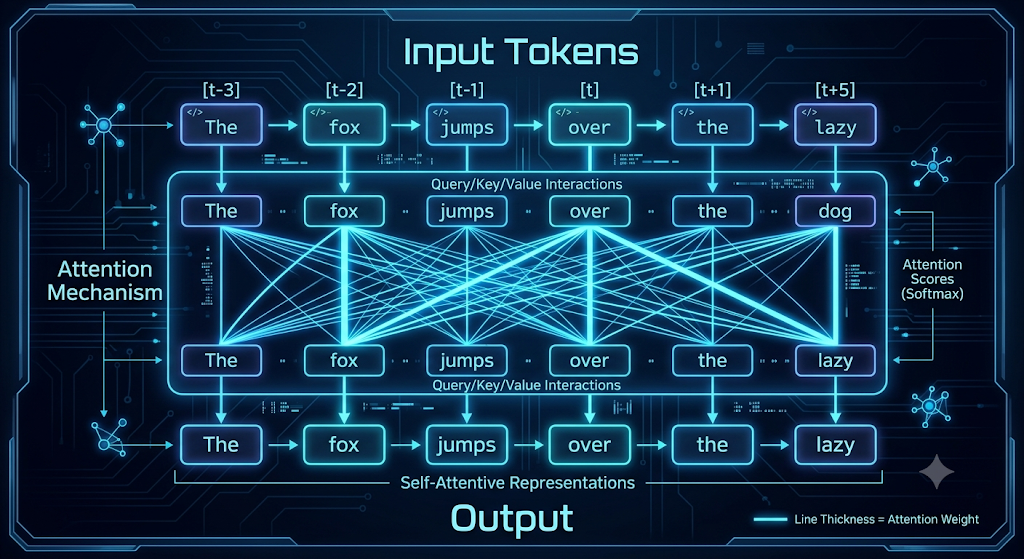 Input Tokens
[t-3] [t-2] [t-1] [t] [t+1] [t+5]
</> The </>- fox </> jumps </> - over </> the </> lazy
Query/Key/Value Interactions
The fox jumps over the dog
Attention
Mechanism
Attention
Scores
(Softmax)
The fox jumps over the lazy
Query/Key/Value Interactions
The fox jumps over the lazy
Self-Attentive Representations
Output
Line Thickness = Attention Weight